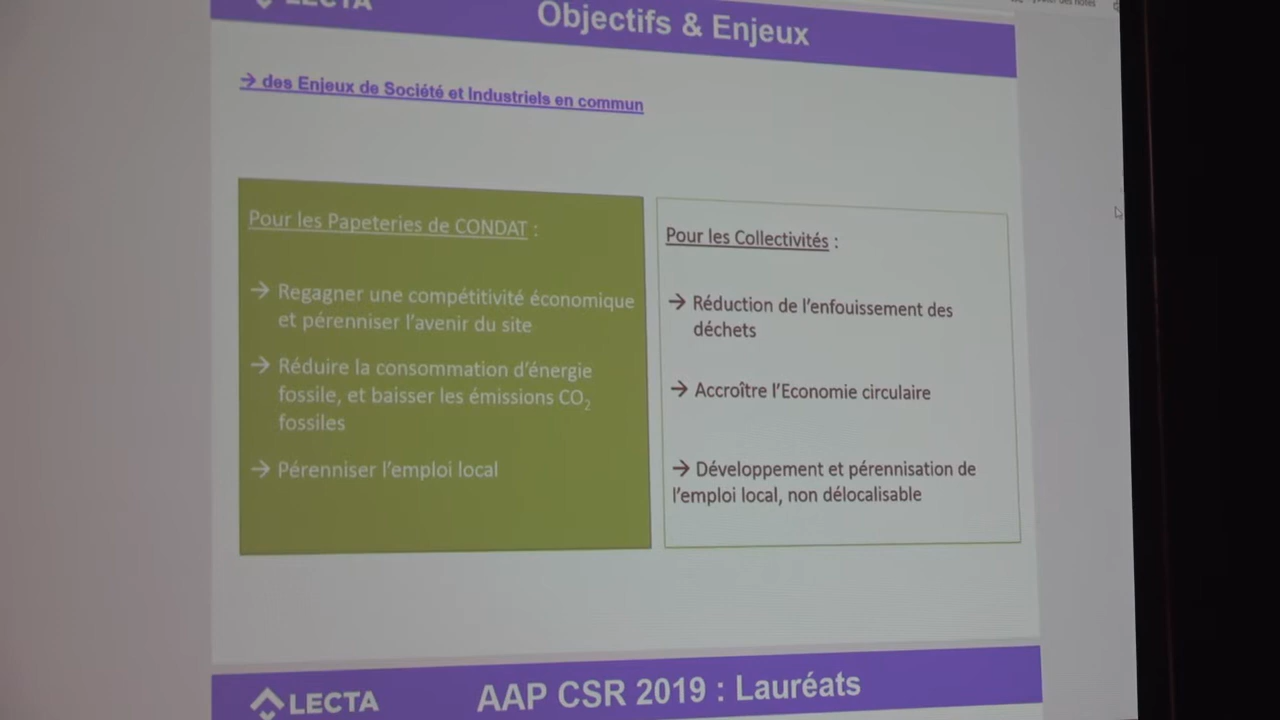 LECTA
Objectifs & Enjeux
→ des Enjeux de Société et Industriels en commun
Pour les Papeteries de CONDAT :
→ Regagner une compétitivité économique
et pérenniser l'avenir du site
→ Réduire la consommation d'énergie
fossile, et baisser les émissions CO₂
fossiles
→ Pérenniser l'emploi local
Pour les Collectivités :
→ Réduction de l'enfouissement des
déchets
→ Accroître l'Economie circulaire
→ Développement et pérennisation de
l'emploi local, non délocalisable
LECTA
AAP CSR 2019 : Lauréats